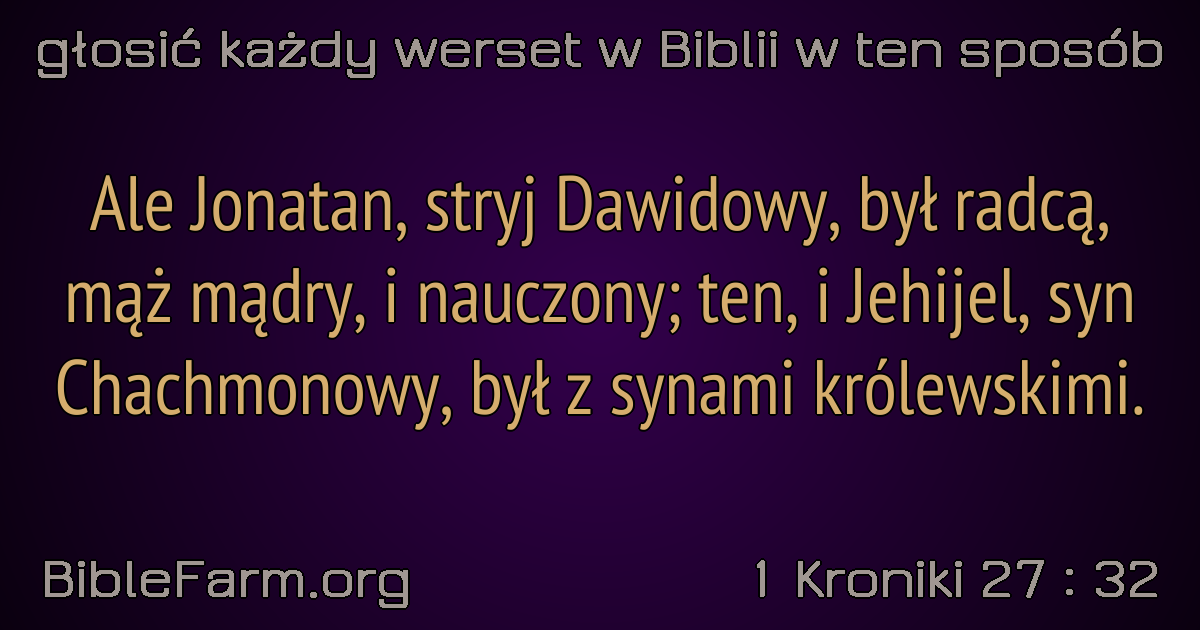 głosić każdy werset w Biblii w ten sposób
Ale Jonatan, stryj Dawidowy, był radcą,
mąż mądry, i nauczony; ten, i Jehijel, syn
Chachmonowy, był z synami królewskimi.
BibleFarm.org
1 Kroniki 27 : 32